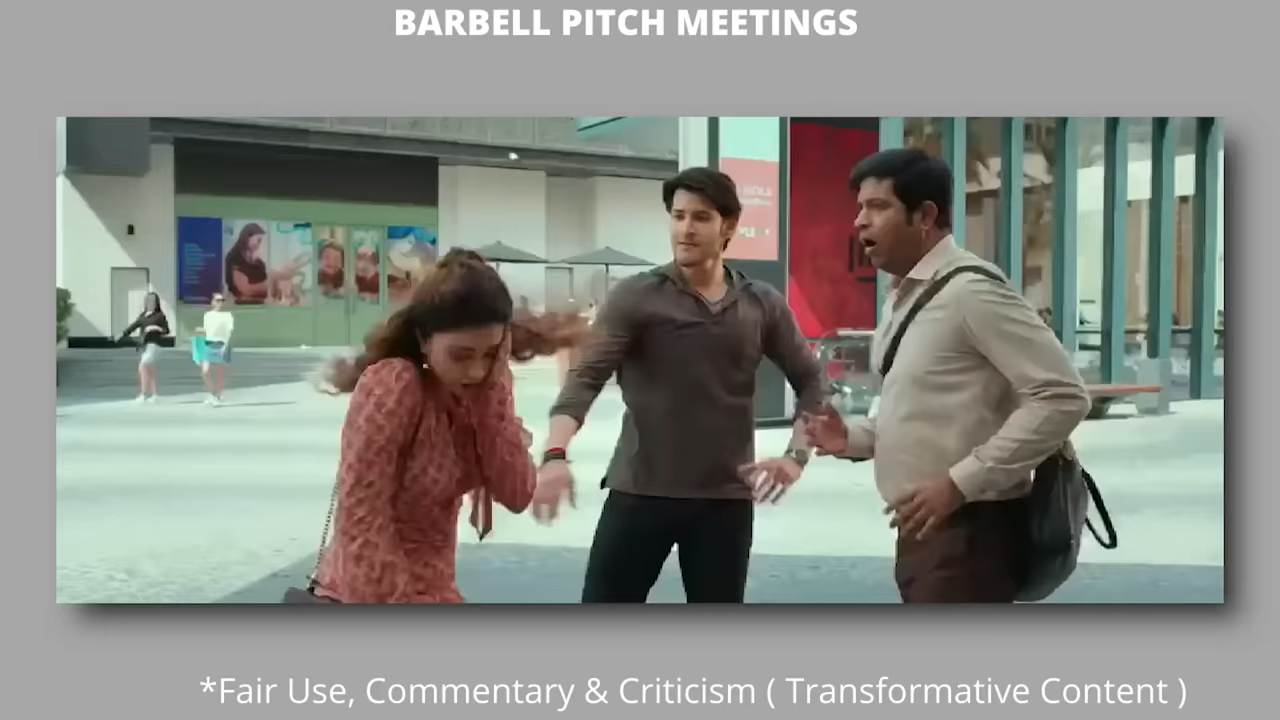 BARBELL PITCH MEETINGS
*Fair Use, Commentary & Criticism ( Transformative Content )